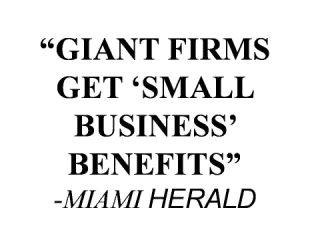 “GIANT FIRMS
GET ‘SMALL
BUSINESS’
BENEFITS”
-MIAMI HERALD